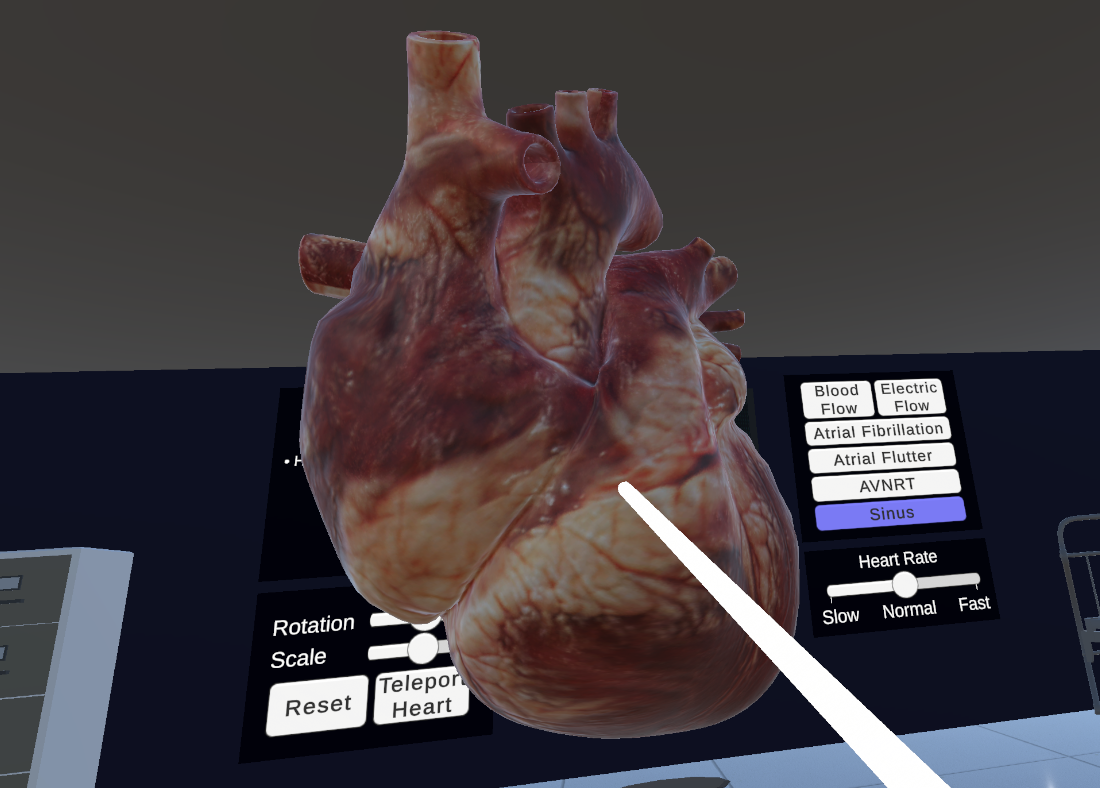 Blood
Flow
Electric
Flow
Atrial Fibrillation
Atrial Flutter
AVNRT
Sinus
Heart Rate
Slow Normal Fast
Rotation
Scale
Reset
Teleport
Heart